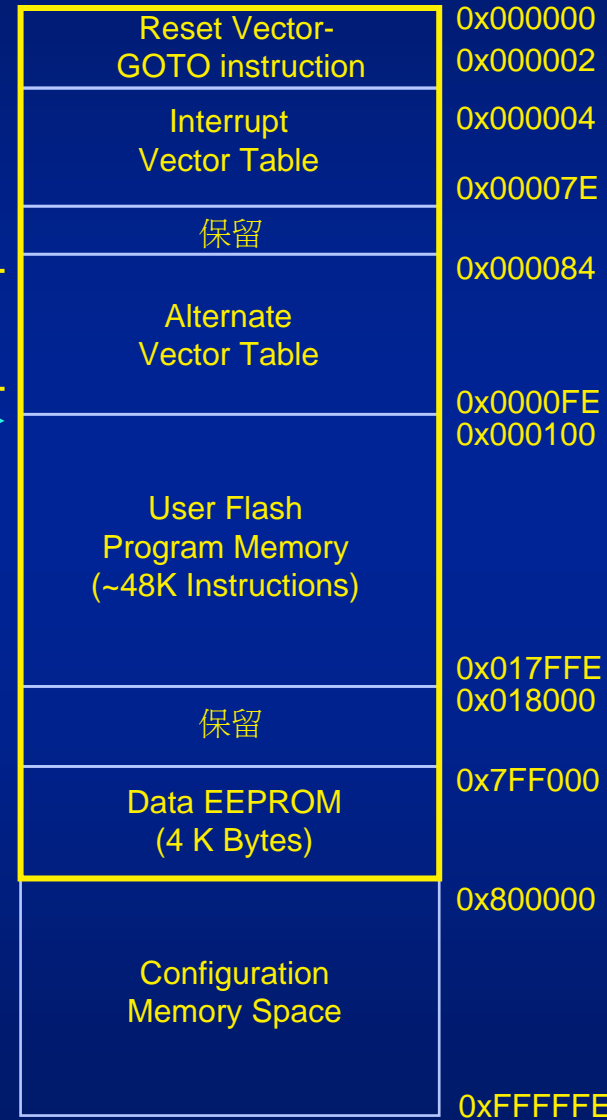 Reset Vector-
GOTO instruction
0x000000
0x000002
Interrupt
Vector Table
0x000004
0x00007E
保留
0x000084
Alternate
Vector Table
0x0000FE
0x000100
User Flash
Program Memory
(~48K Instructions)
0x017FFE
0x018000
保留
0x7FF000
Data EEPROM
(4 K Bytes)
0x800000
Configuration
Memory Space
0xFFFFFE